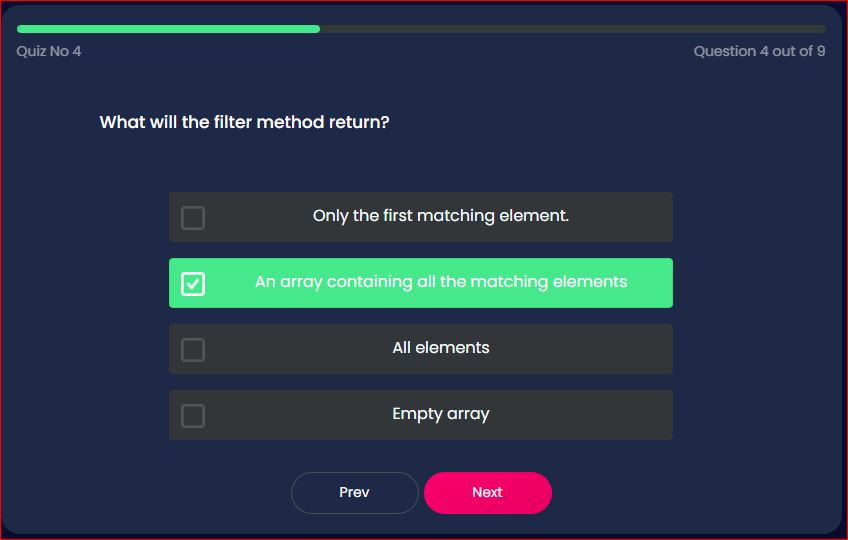 Quiz No 4
Question 4 out of 9
What will the filter method return?
Only the first matching element.
An array containing all the matching elements
All elements
Empty array
Prev
Next